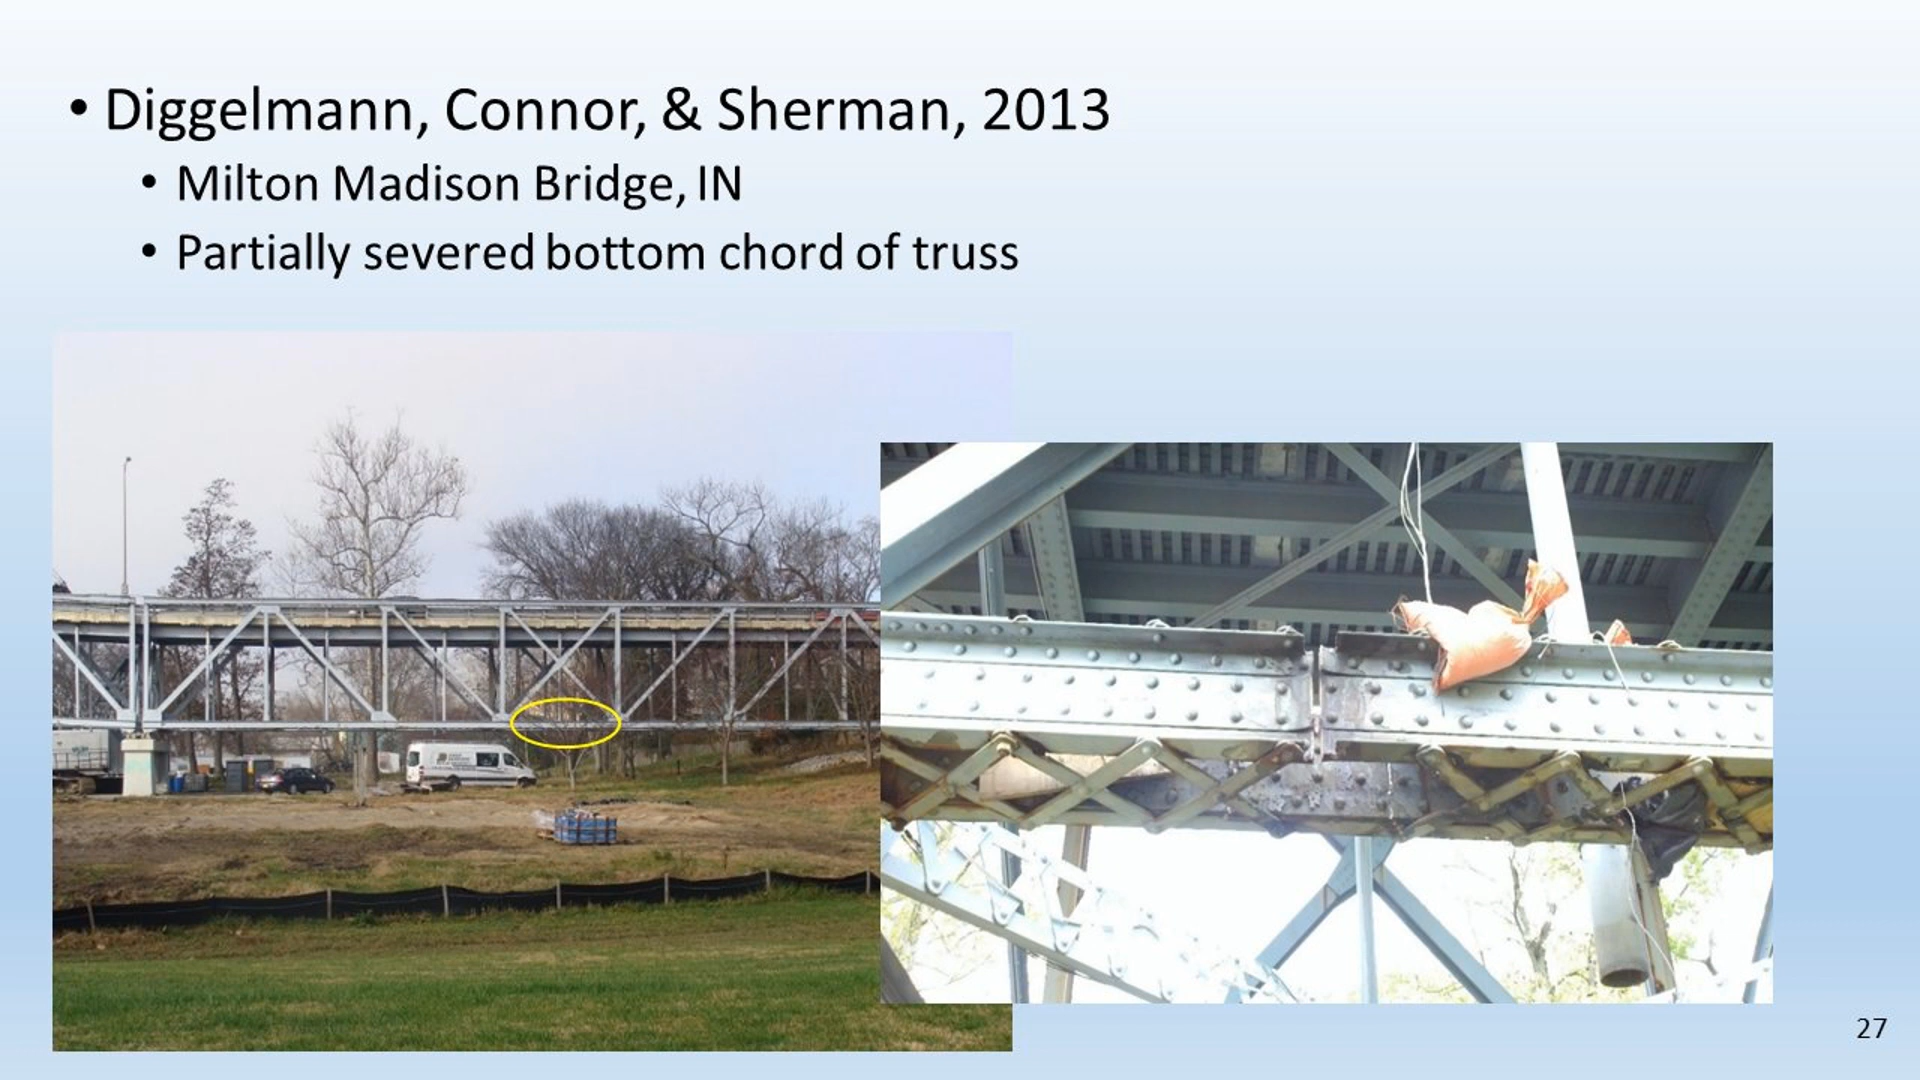 • Diggelmann, Connor, & Sherman, 2013
• Milton Madison Bridge, IN
• Partially severed bottom chord of truss
27